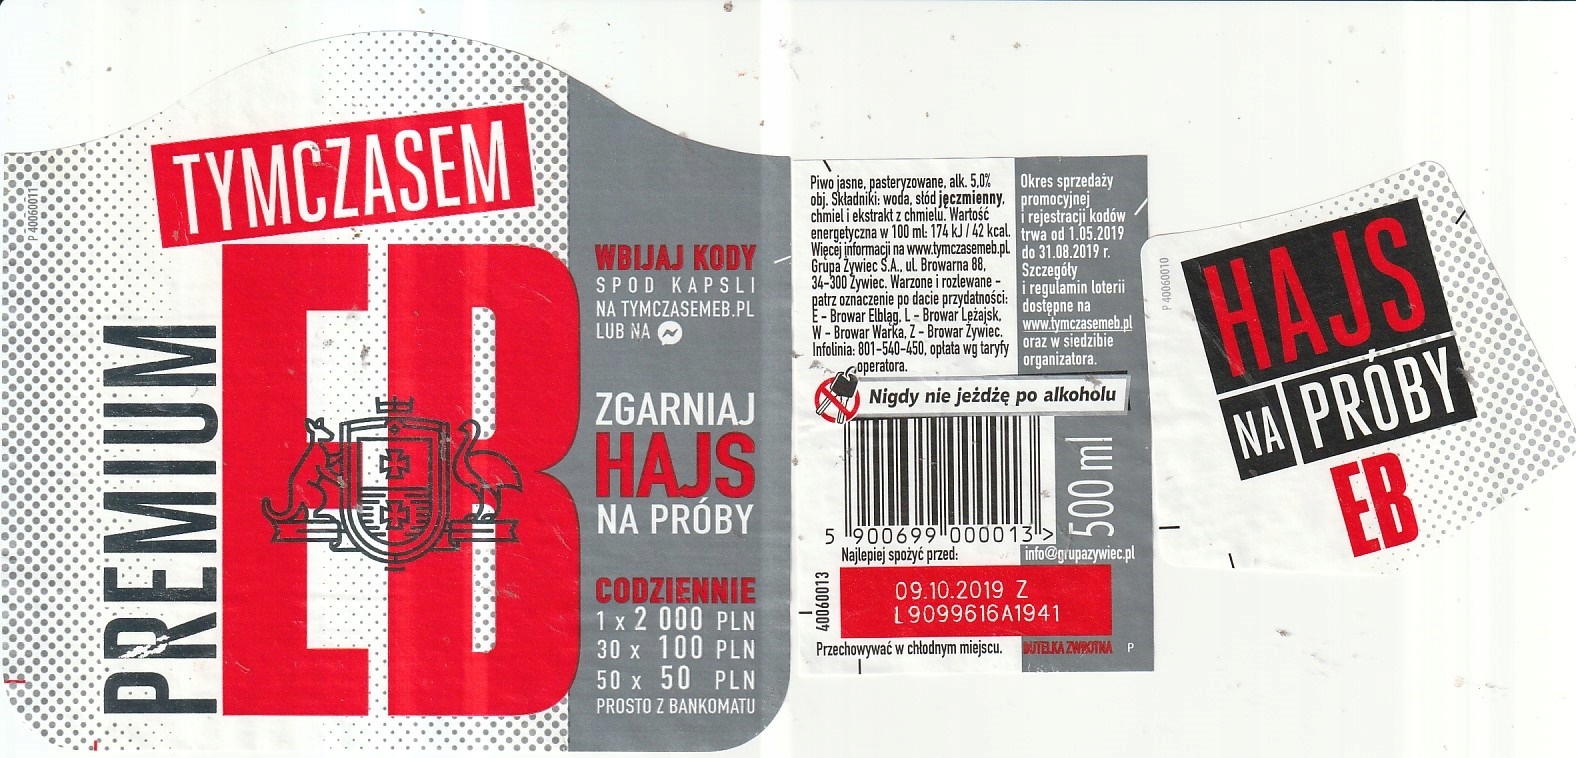 P 40060011
TYMCZASEM
EB
PREMIUM
WBIJAJ KODY
SPOD KAPSLI
NA TYMCZASEMEB.PL
LUB NA
ZGARNIAJ
HAJS
NA PRÓBY
CODZIENNIE
1 x 2 000 PLN
30 x 100 PLN
50 x 50 PLN
PROSTO Z BANKOMATU
Piwo jasne, pasteryzowane, alk. 5,0%
obj. Składniki: woda, słód jęczmienny,
chmiel i ekstrakt z chmielu. Wartość
energetyczna w 100 ml: 174 kJ / 42 kcal.
Więcej informacji na www.tymczasemeb.pl.
Grupa Żywiec S.A., ul. Browarna 88,
34-300 Żywiec. Warzone i rozlewane –
patrz oznaczenie po dacie przydatności:
E – Browar Elbląg, L – Browar Leżajsk,
W – Browar Warka, Z – Browar Żywiec.
Infolinia: 801-540-450, opłata wg taryfy
operatora.
Okres sprzedaży
promocyjnej
i rejestracji kodów
trwa od 1.05.2019
do 31.08.2019 r.
Szczegóły
i regulamin loterii
dostępne na
www.tymczasemeb.pl
oraz w siedzibie
organizatora.
Nigdy nie jeżdżę po alkoholu
5 900699 000013 >
500 ml
Najlepiej spożyć przed:
info@grupazywiec.pl
40060013
09.10.2019 Z
L9099616A1941
Przechowywać w chłodnym miejscu.
BUTELKA ZWROTNA P
P 40060010
HAJS
NA PRÓBY
EB